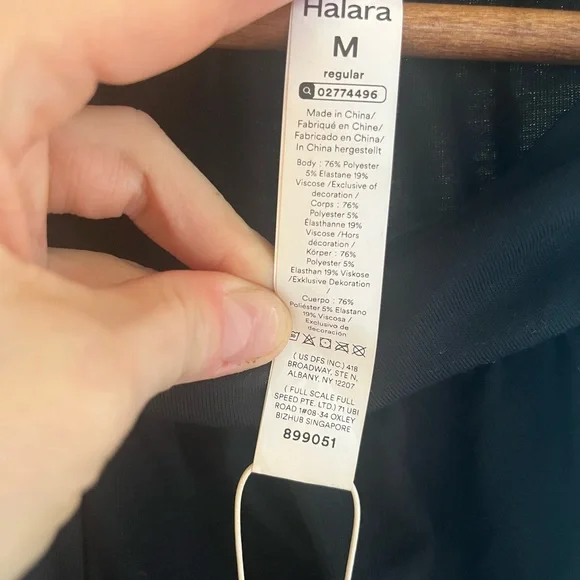 Halara
M
regular
02774496
Made in China/
Fabriqué en Chine/
Fabricado en China/
In China hergestellt
Body : 76% Polyester
5% Elastane 19%
Viscose /Exclusive of
decoration /
Corps : 76%
Polyester 5%
Élasthanne 19%
Viscose /Hors
décoration /
Körper : 76%
Polyester 5%
Elasthan 19% Viskose
/Exklusive Dekoration
/
Cuerpo : 76%
Poliéster 5% Elastano
19% Viscosa /
Exclusivo de
decoración
( US DFS INC.) 418
BROADWAY, STE N,
ALBANY, NY 12207
( FULL SCALE FULL
SPEED PTE. LTD.) 71 UBI
ROAD 1#08-34 OXLEY
BIZHUB SINGAPORE
899051